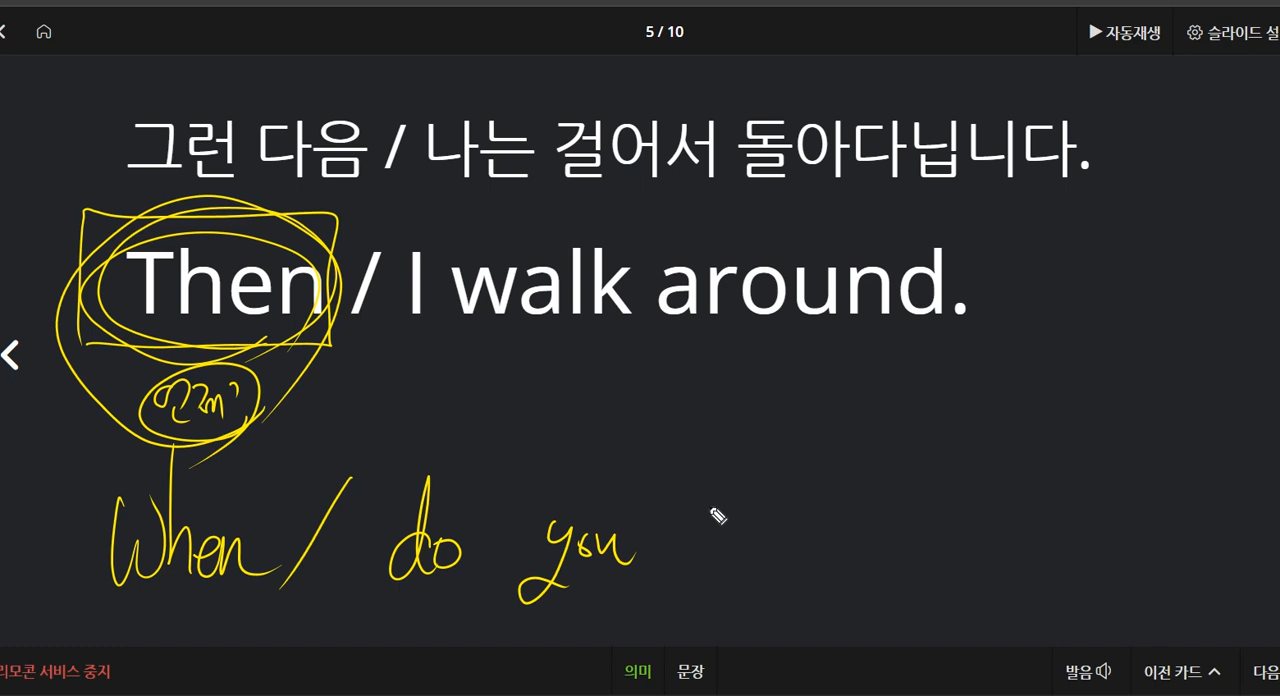 5 / 10
▶ 자동재생
슬라이드 설
그런 다음 / 나는 걸어서 돌아다닙니다.
Then / I walk around.
언제?
When / do you
리모콘 서비스 중지
의미
문장
발음
이전 카드
다음